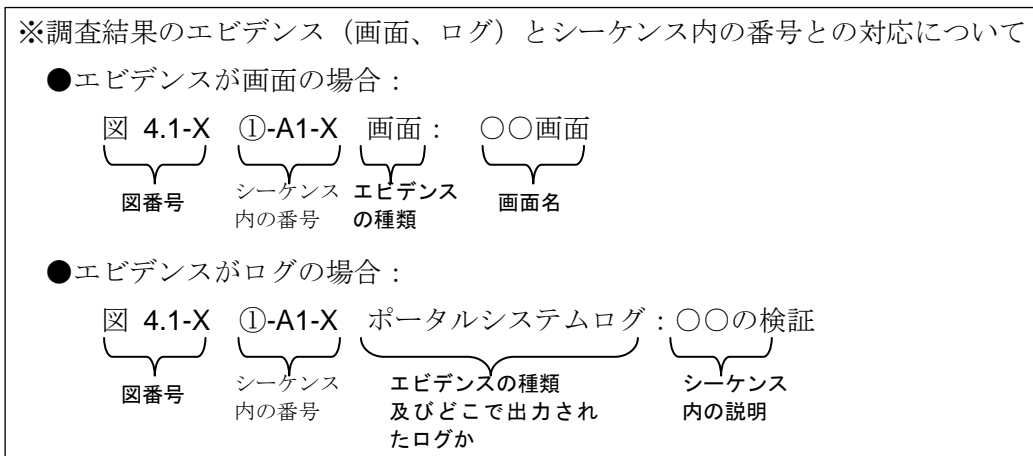 ※調査結果のエビデンス（画面、ログ）とシーケンス内の番号との対応について
●エビデンスが画面の場合：
図 4.1-X ①-A1-X 画面： ○○画面
図番号 シーケンス内の番号 エビデンスの種類 画面名
●エビデンスがログの場合：
図 4.1-X ①-A1-X ポータルシステムログ：○○の検証
図番号 シーケンス内の番号 エビデンスの種類及びどこで出力されたログか シーケンス内の説明